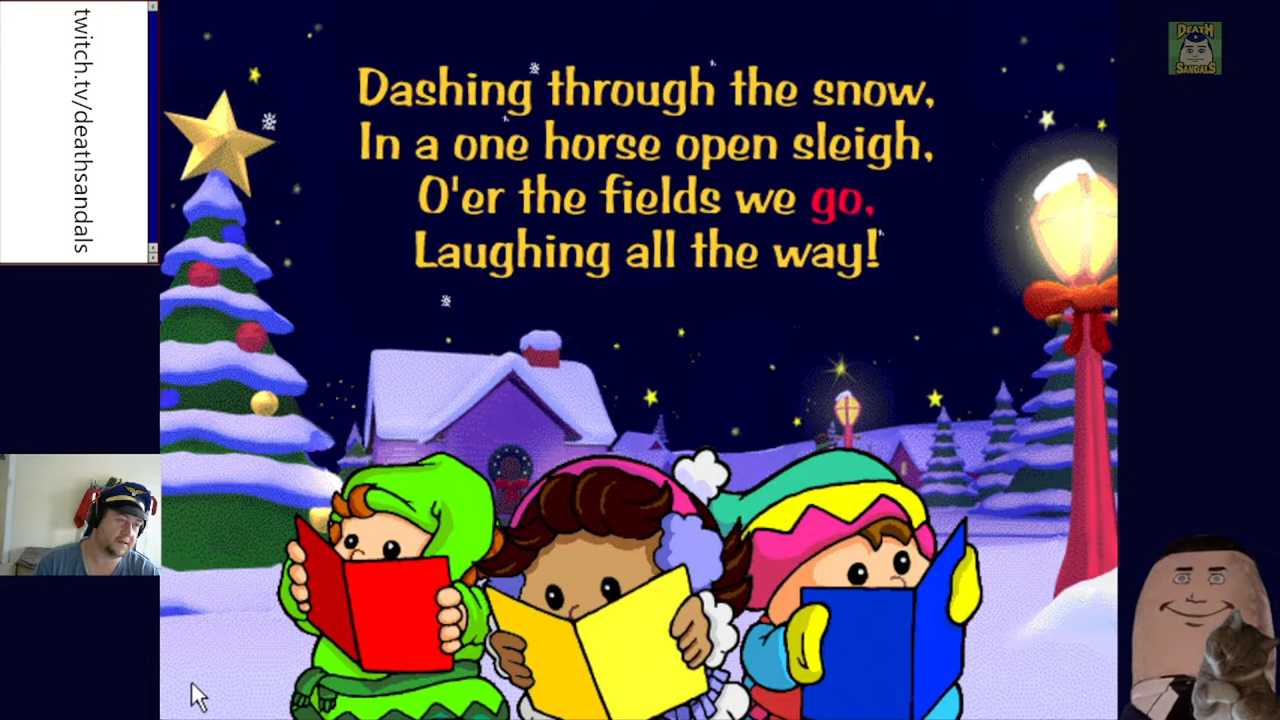 twitch.tv/deathsandals
DEATH
SANDALS
Dashing through the snow,
In a one horse open sleigh,
O'er the fields we go,
Laughing all the way!